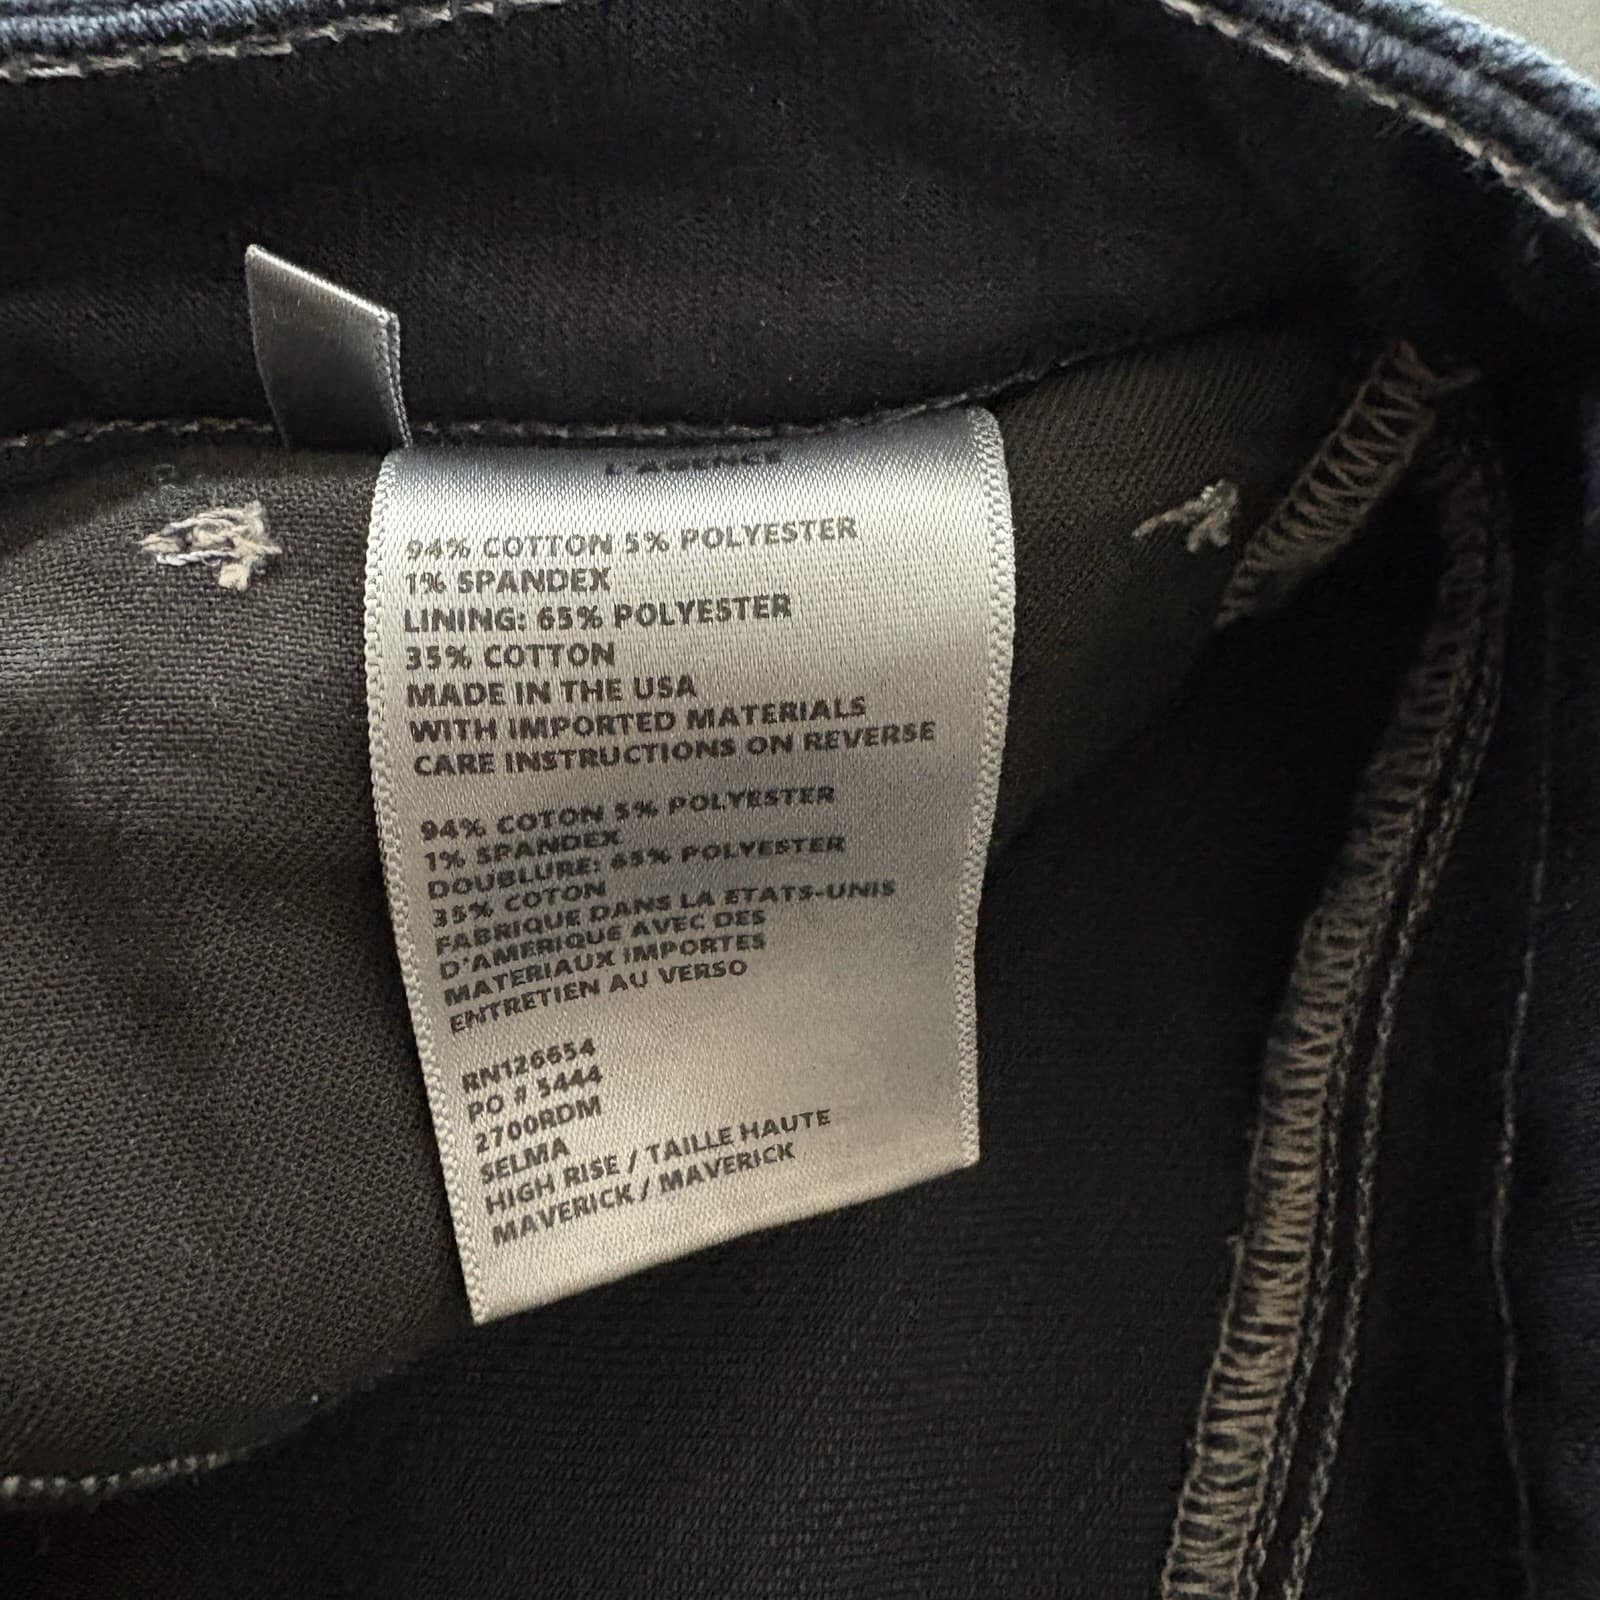 L'AGENCE
94% COTTON 5% POLYESTER
1% SPANDEX
LINING: 65% POLYESTER
35% COTTON
MADE IN THE USA
WITH IMPORTED MATERIALS
CARE INSTRUCTIONS ON REVERSE
94% COTON 5% POLYESTER
1% SPANDEX
DOUBLURE: 65% POLYESTER
35% COTON
FABRIQUE DANS LA ETATS-UNIS
D'AMERIQUE AVEC DES
MATERIAUX IMPORTES
ENTRETIEN AU VERSO
RN126654
PO # 5444
2700RDM
SELMA
HIGH RISE / TAILLE HAUTE
MAVERICK / MAVERICK